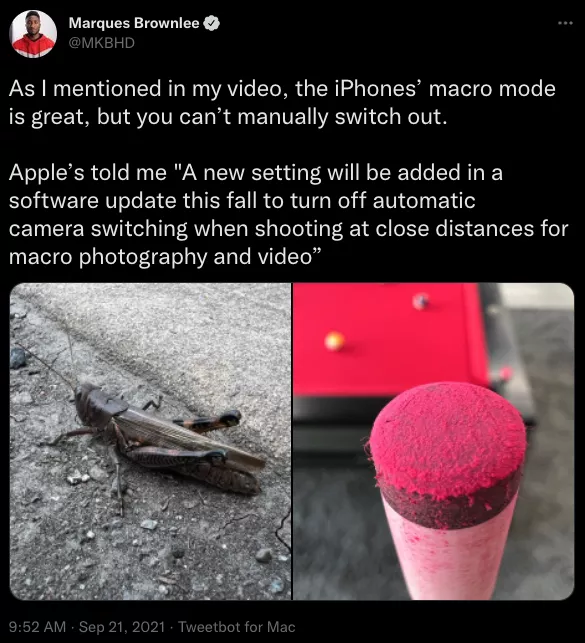 Marques Brownlee
@MKBHD
As I mentioned in my video, the iPhones’ macro mode
is great, but you can’t manually switch out.
Apple’s told me "A new setting will be added in a
software update this fall to turn off automatic
camera switching when shooting at close distances for
macro photography and video”
9:52 AM · Sep 21, 2021 · Tweetbot for Mac